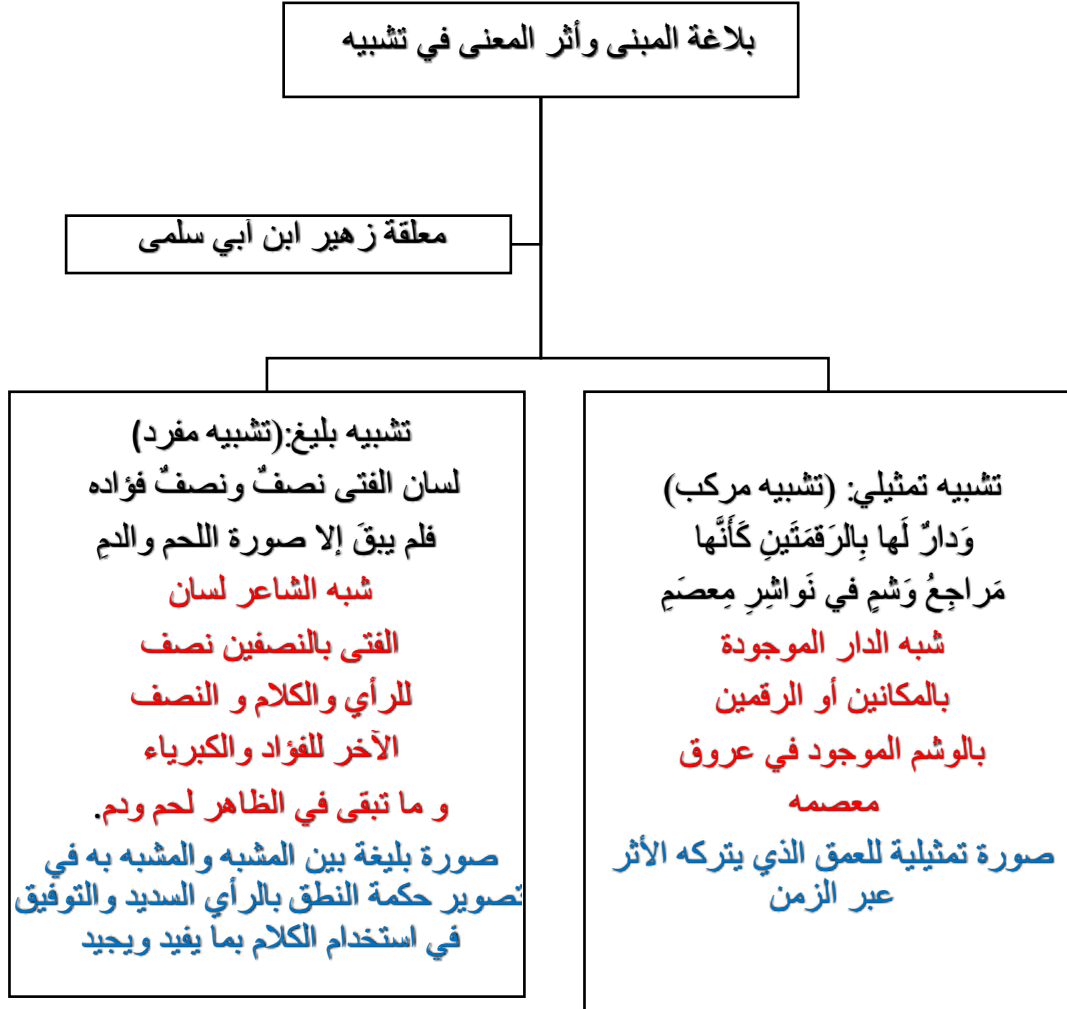 بلاغة المبنى وأثر المعنى في تشبيه
معلقة زهير ابن أبي سلمى
تشبيه تمثيلي: (تشبيه مركب)
وَدارٌ لَها بِالرَقمَتَينِ كَأَنَّها
مَراجِعُ وَشمٍ في نَواشِرِ مِعصَمِ
شبه الدار الموجودة
بالمكانين أو الرقمين
بالوشم الموجود في عروق
معصمه
صورة تمثيلية للعمق الذي يتركه الأثر
عبر الزمن
تشبيه بليغ:(تشبيه مفرد)
لسان الفتى نصفٌ ونصفٌ فؤاده
فلم يبقَ إلا صورة اللحم والدمِ
شبه الشاعر لسان
الفتى بالنصفين نصف
للرأي والكلام و النصف
الآخر للفؤاد والكبرياء
و ما تبقى في الظاهر لحم ودم.
صورة بليغة بين المشبه والمشبه به في
تصوير حكمة النطق بالرأي السديد والتوفيق
في استخدام الكلام بما يفيد ويجيد